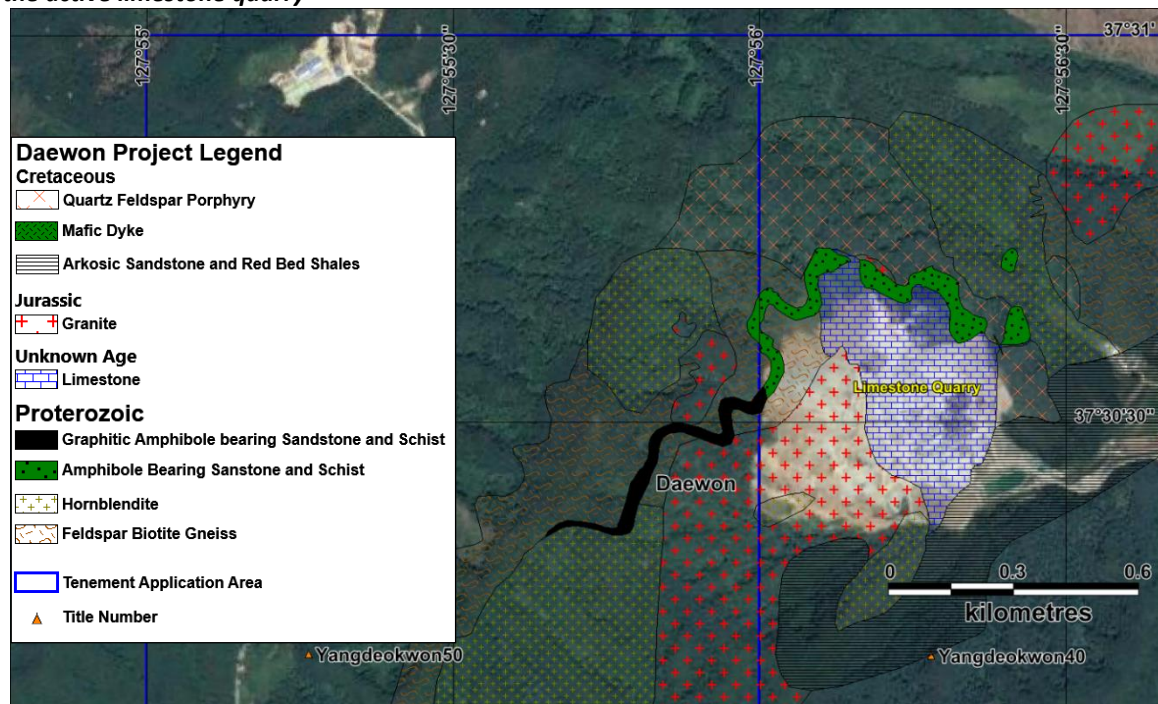 the active limestone quarry
127°55'
127°55'30"
127°56'
127°56'30"
37°31'
Daewon Project Legend
Cretaceous
Quartz Feldspar Porphyry
Mafic Dyke
Arkosic Sandstone and Red Bed Shales
Jurassic
Granite
Unknown Age
Limestone
Proterozoic
Graphitic Amphibole bearing Sandstone and Schist
Amphibole Bearing Sanstone and Schist
Hornblendite
Feldspar Biotite Gneiss
Tenement Application Area
Title Number
Limestone Quarry
37°30'30"
Daewon
0 0.3 0.6
kilometres
Yangdeokwon50
Yangdeokwon40